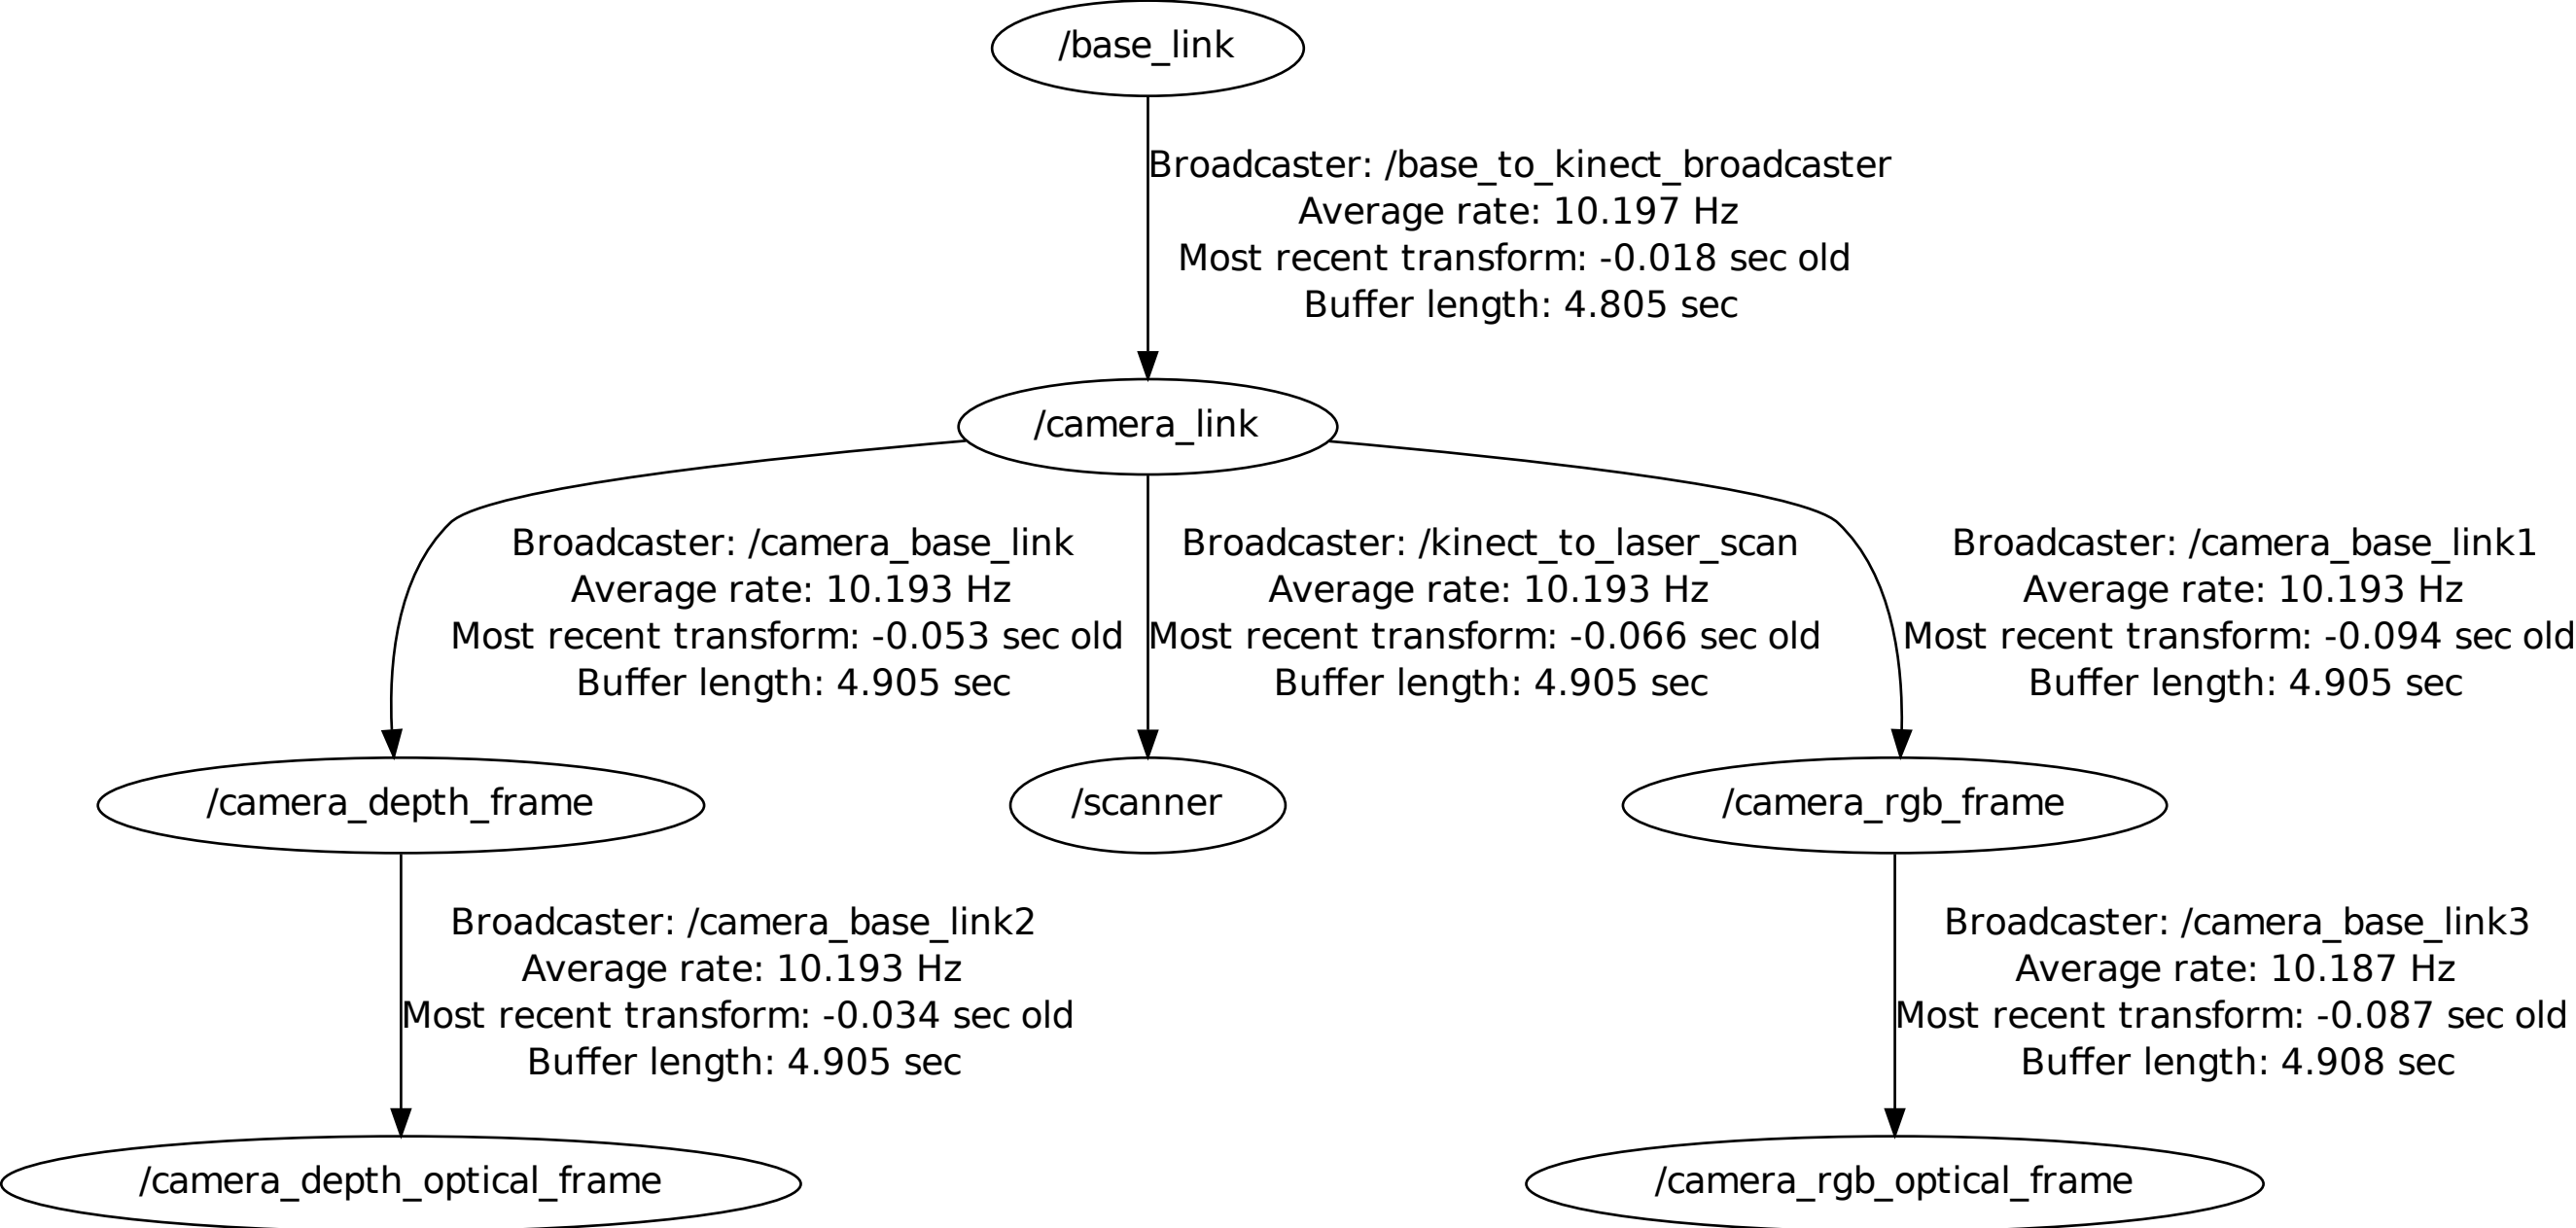 /base_link
Broadcaster: /base_to_kinect_broadcaster
Average rate: 10.197 Hz
Most recent transform: -0.018 sec old
Buffer length: 4.805 sec
/camera_link
Broadcaster: /camera_base_link
Average rate: 10.193 Hz
Most recent transform: -0.053 sec old
Buffer length: 4.905 sec
Broadcaster: /kinect_to_laser_scan
Average rate: 10.193 Hz
Most recent transform: -0.066 sec old
Buffer length: 4.905 sec
Broadcaster: /camera_base_link1
Average rate: 10.193 Hz
Most recent transform: -0.094 sec old
Buffer length: 4.905 sec
/camera_depth_frame
/scanner
/camera_rgb_frame
Broadcaster: /camera_base_link2
Average rate: 10.193 Hz
Most recent transform: -0.034 sec old
Buffer length: 4.905 sec
Broadcaster: /camera_base_link3
Average rate: 10.187 Hz
Most recent transform: -0.087 sec old
Buffer length: 4.908 sec
/camera_depth_optical_frame
/camera_rgb_optical_frame